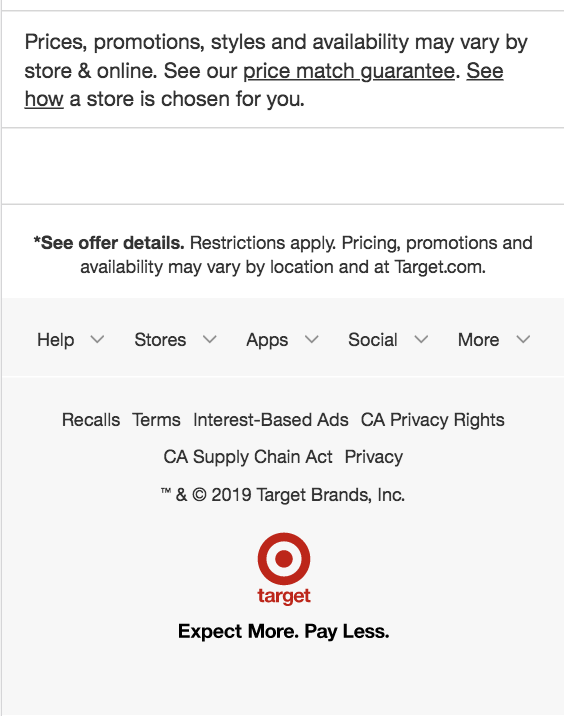 Prices, promotions, styles and availability may vary by
store & online. See our price match guarantee. See
how a store is chosen for you.
*See offer details. Restrictions apply. Pricing, promotions and
availability may vary by location and at Target.com.
Help Stores Apps Social More
Recalls Terms Interest-Based Ads CA Privacy Rights
CA Supply Chain Act Privacy
™ & © 2019 Target Brands, Inc.
target
Expect More. Pay Less.